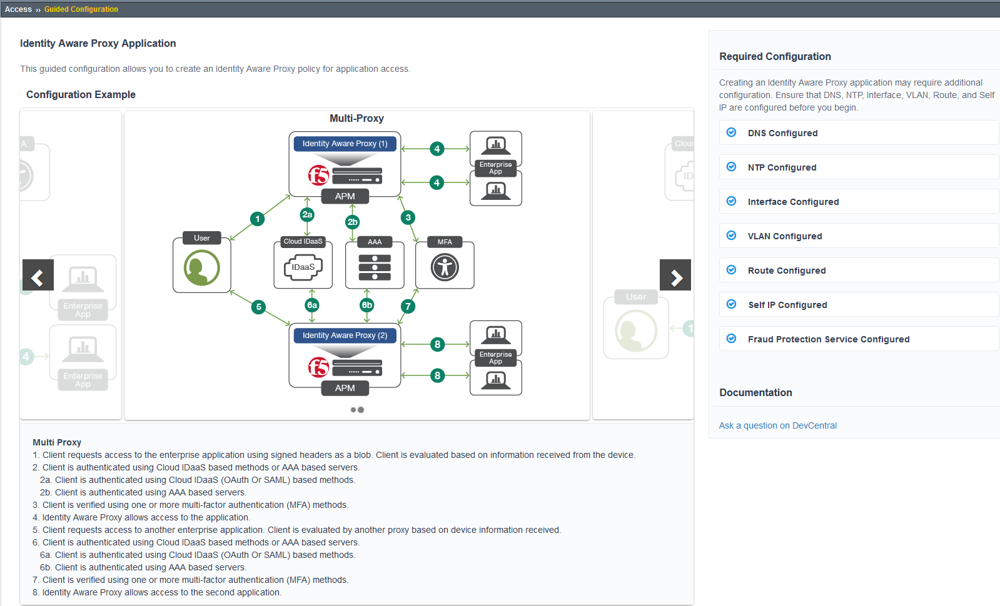 Access ›› Guided Configuration
Identity Aware Proxy Application
This guided configuration allows you to create an Identity Aware Proxy policy for application access.
Configuration Example
Multi-Proxy
Identity Aware Proxy (1)
f5
APM
4
4
Enterprise
App
1
2a
2b
3
User
Cloud IDaaS
IDaaS
AAA
MFA
5
6a
6b
7
Identity Aware Proxy (2)
f5
APM
8
8
Enterprise
App
A
Enterprise
App
4
Enterprise
App
User
1
ID
Multi Proxy
1. Client requests access to the enterprise application using signed headers as a blob. Client is evaluated based on information received from the device.
2. Client is authenticated using Cloud IDaaS based methods or AAA based servers.
2a. Client is authenticated using Cloud IDaaS (OAuth Or SAML) based methods.
2b. Client is authenticated using AAA based servers.
3. Client is verified using one or more multi-factor authentication (MFA) methods.
4. Identity Aware Proxy allows access to the application.
5. Client requests access to another enterprise application. Client is evaluated by another proxy based on device information received.
6. Client is authenticated using Cloud IDaaS based methods or AAA based servers.
6a. Client is authenticated using Cloud IDaaS (OAuth Or SAML) based methods.
6b. Client is authenticated using AAA based servers.
7. Client is verified using one or more multi-factor authentication (MFA) methods.
8. Identity Aware Proxy allows access to the second application.
Required Configuration
Creating an Identity Aware Proxy application may require additional
configuration. Ensure that DNS, NTP, Interface, VLAN, Route, and Self
IP are configured before you begin.
DNS Configured
NTP Configured
Interface Configured
VLAN Configured
Route Configured
Self IP Configured
Fraud Protection Service Configured
Documentation
Ask a question on DevCentral